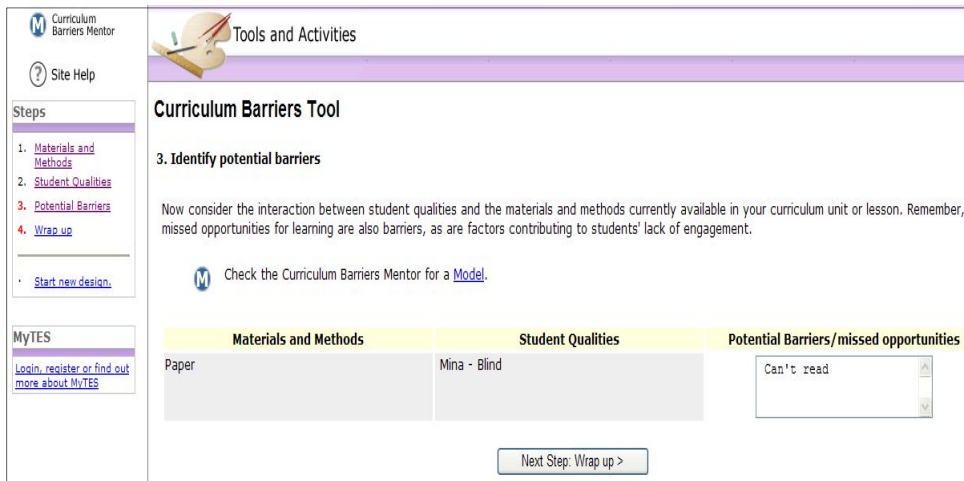 M Curriculum
Barriers Mentor
? Site Help
Steps
1. Materials and
Methods
2. Student Qualities
3. Potential Barriers
4. Wrap up
· Start new design.
MyTES
Login, register or find out
more about MyTES
Tools and Activities
Curriculum Barriers Tool
3. Identify potential barriers
Now consider the interaction between student qualities and the materials and methods currently available in your curriculum unit or lesson. Remember,
missed opportunities for learning are also barriers, as are factors contributing to students' lack of engagement.
M Check the Curriculum Barriers Mentor for a Model.
Materials and Methods Student Qualities Potential Barriers/missed opportunities
Paper Mina - Blind Can't read
Next Step: Wrap up >